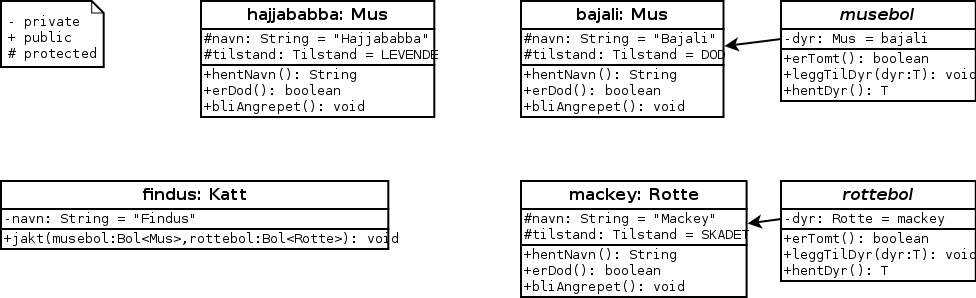 - private
+ public
# protected
hajjababba: Mus
#navn: String = "Hajjababba"
#tilstand: Tilstand = LEVENDE
+hentNavn(): String
+erDod(): boolean
+bliAngrepet(): void
bajali: Mus
#navn: String = "Bajali"
#tilstand: Tilstand = DOD
+hentNavn(): String
+erDod(): boolean
+bliAngrepet(): void
musebol
-dyr: Mus = bajali
+erTomt(): boolean
+leggTilDyr(dyr:T): void
+hentDyr(): T
findus: Katt
-navn: String = "Findus"
+jakt(musebol:Bol<Mus>,rottebol:Bol<Rotte>): void
mackey: Rotte
#navn: String = "Mackey"
#tilstand: Tilstand = SKADET
+hentNavn(): String
+erDod(): boolean
+bliAngrepet(): void
rottebol
-dyr: Rotte = mackey
+erTomt(): boolean
+leggTilDyr(dyr:T): void
+hentDyr(): T